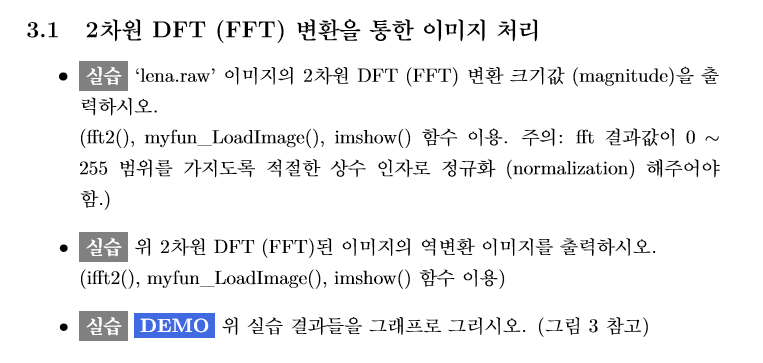 3.1 2차원 DFT (FFT) 변환을 통한 이미지 처리
• 실습 ‘lena.raw’ 이미지의 2차원 DFT (FFT) 변환 크기값 (magnitude)을 출
력하시오.
(fft2(), myfun_LoadImage(), imshow() 함수 이용. 주의: fft 결과값이 0 ∼
255 범위를 가지도록 적절한 상수 인자로 정규화 (normalization) 해주어야
함.)
• 실습 위 2차원 DFT (FFT)된 이미지의 역변환 이미지를 출력하시오.
(ifft2(), myfun_LoadImage(), imshow() 함수 이용)
• 실습 DEMO 위 실습 결과들을 그래프로 그리시오. (그림 3 참고)